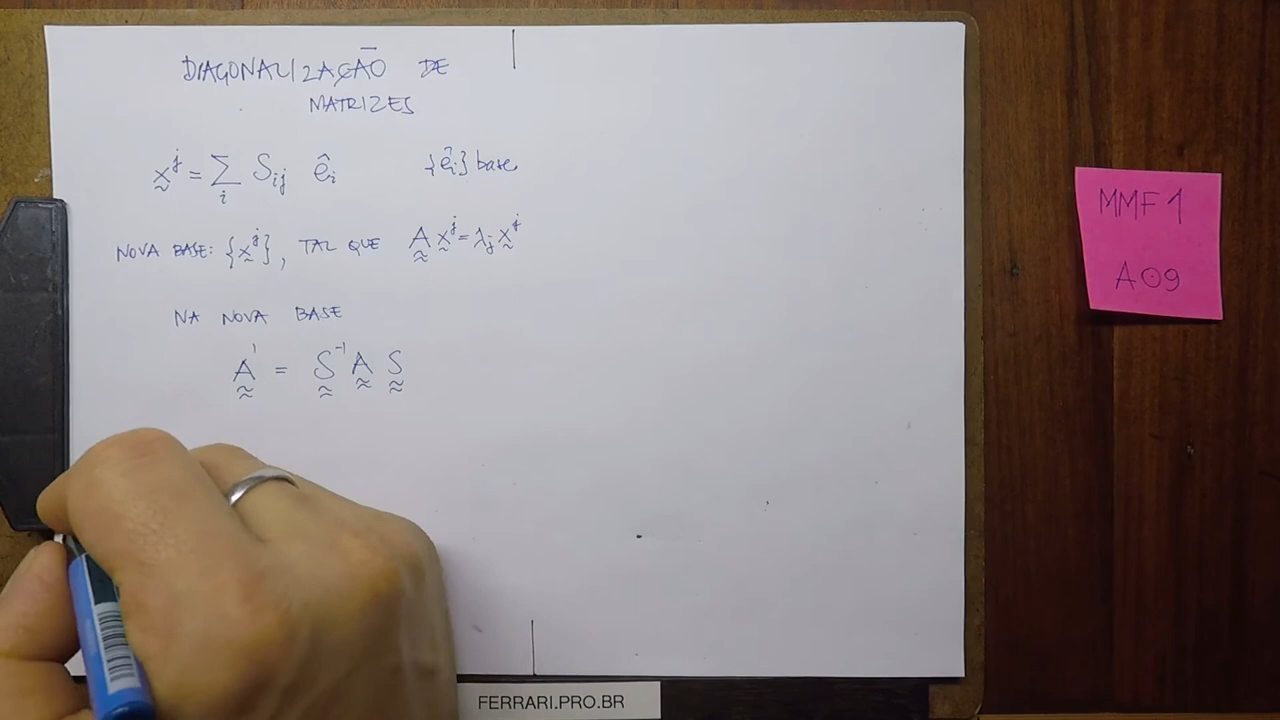 DIAGONALIZAÇÃO DE
MATRIZES
x^j = ∑_i S_ij ê_i {ê_i} base
NOVA BASE: {x^j}, TAL QUE A x^j = λ_j x^j
NA NOVA BASE
A' = S^-1 A S
MMF1
A09
FERRARI.PRO.BR